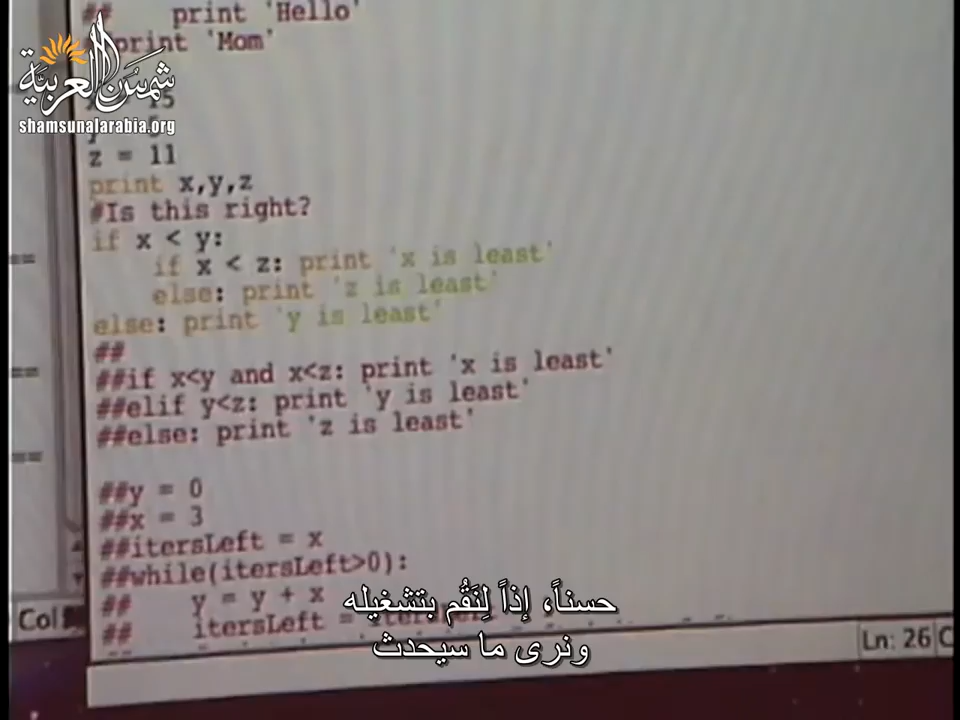 ##    print 'Hello'
##print 'Mom'
شمس العربية
shamsunalarabia.org
15
z = 11
print x,y,z
#Is this right?
if x < y:
    if x < z: print 'x is least'
    else: print 'z is least'
else: print 'y is least'
##
##if x<y and x<z: print 'x is least'
##elif y<z: print 'y is least'
##else: print 'z is least'
##y = 0
##x = 3
##itersLeft = x
##while(itersLeft>0):
##    y = y + x
##    itersLeft =
حسناً، إذاً لِنَقُم بتشغيله
ونرى ما سيحدث
Col
Ln: 26 C